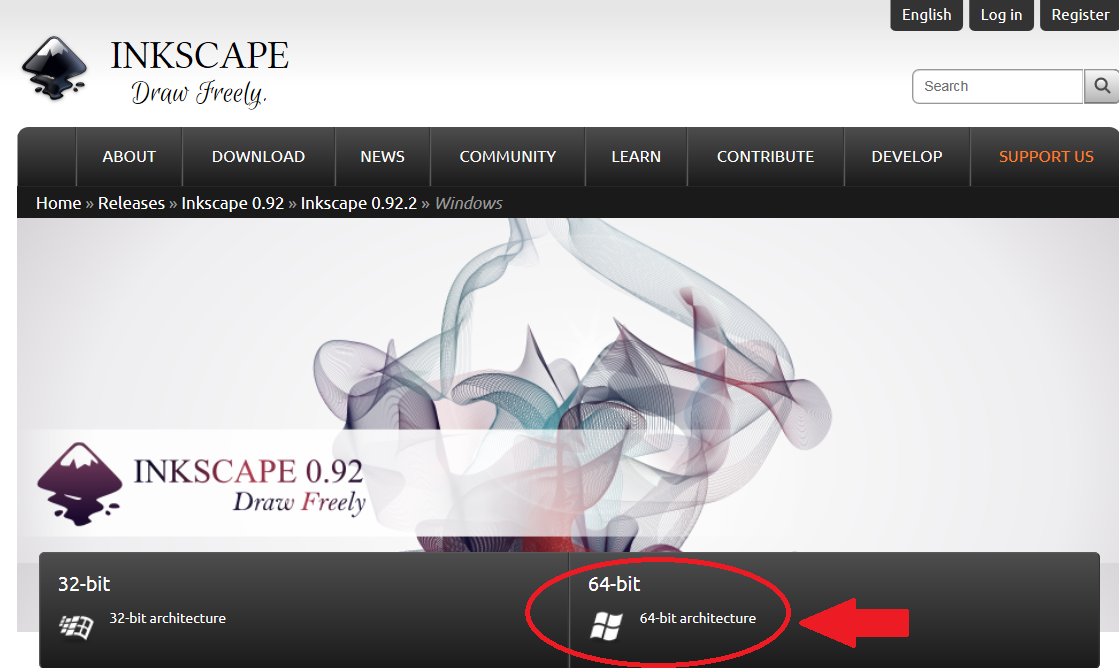 English Log in Register
INKSCAPE
Draw Freely.
Search
ABOUT DOWNLOAD NEWS COMMUNITY LEARN CONTRIBUTE DEVELOP SUPPORT US
Home » Releases » Inkscape 0.92 » Inkscape 0.92.2 » Windows
INKSCAPE 0.92
Draw Freely
32-bit
32-bit architecture
64-bit
64-bit architecture